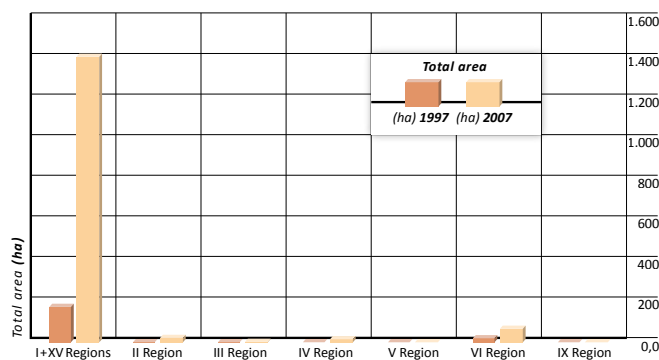 1.600
1.400
1.200
1.000
800
600
400
200
0,0
Total area (ha)
Total area
(ha) 1997 (ha) 2007
I+XV Regions II Region III Region IV Region V Region VI Region IX Region